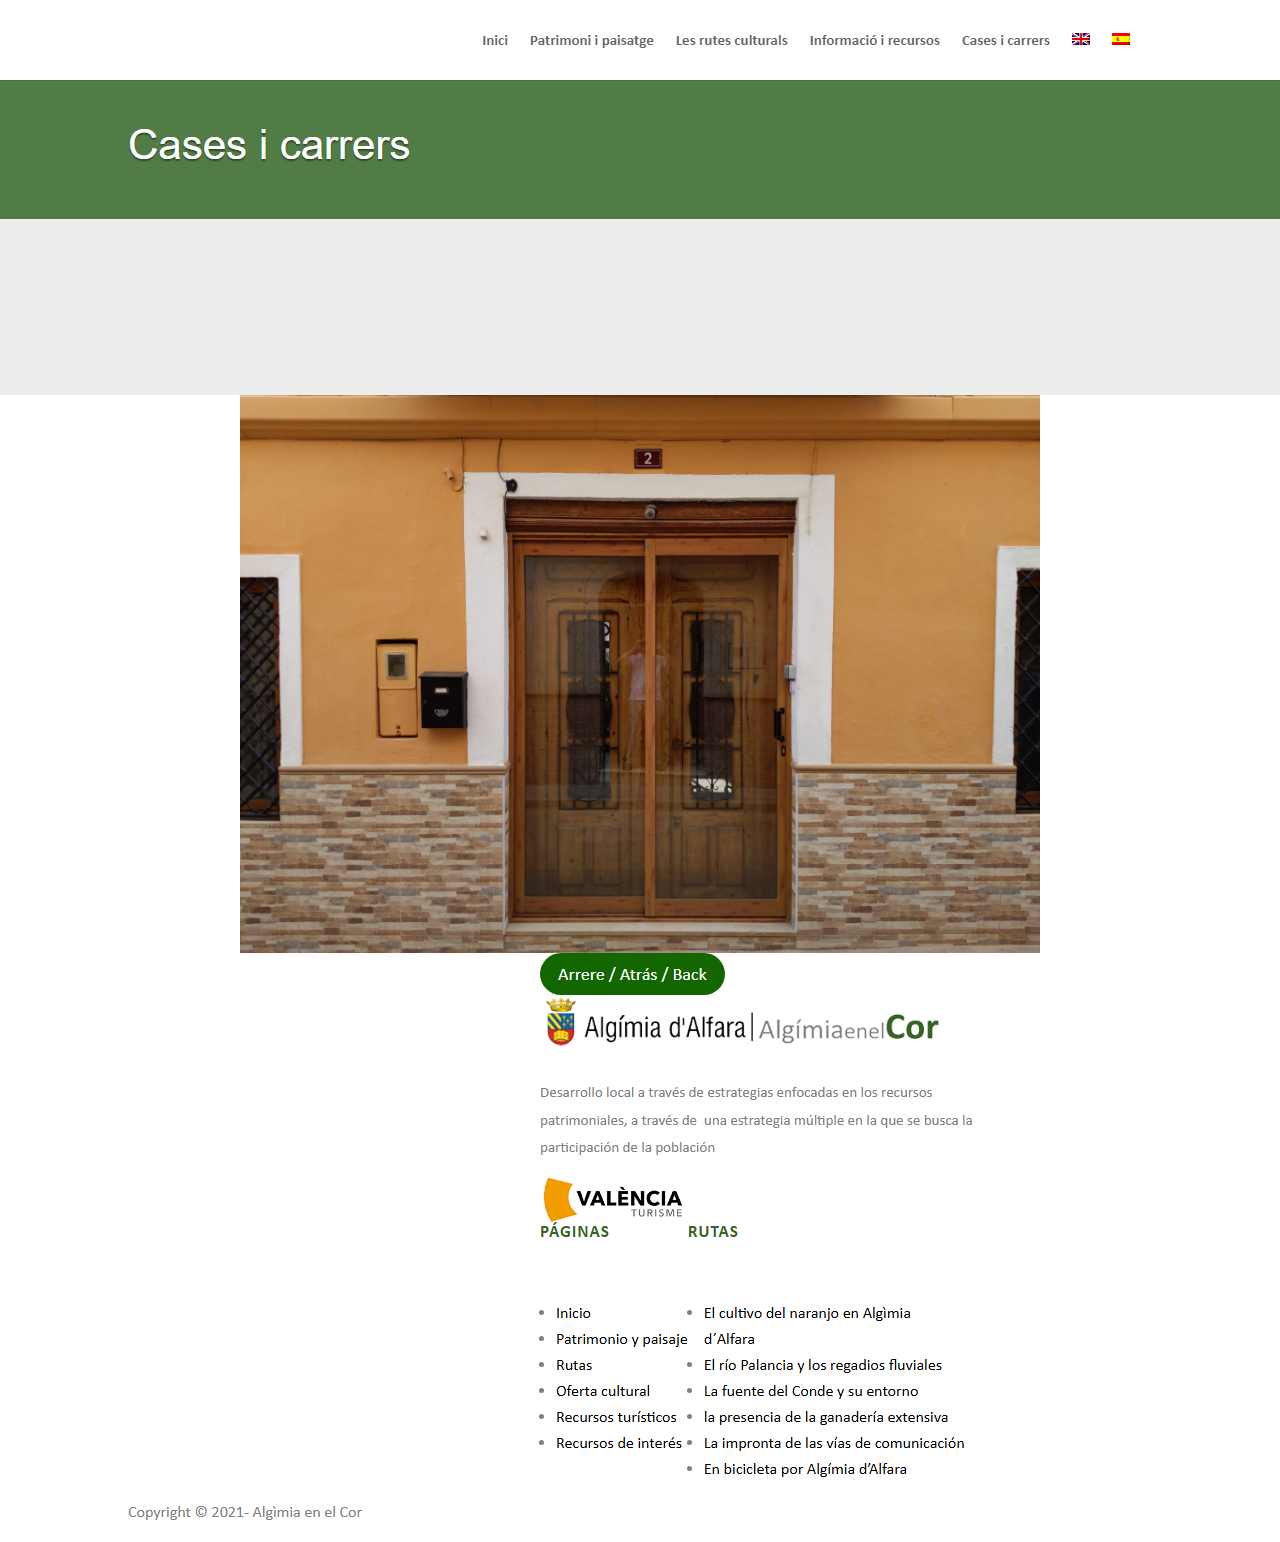 Inici Patrimoni i paisatge Les rutes culturals Informació i recursos Cases i carrers
Cases i carrers
2
Arrere / Atrás / Back
Algímia d'Alfara Algímiaenel Cor
Desarrollo local a través de estrategias enfocadas en los recursos
patrimoniales, a través de una estrategia múltiple en la que se busca la
participación de la población
VALÈNCIA
TURISME
PÁGINAS
Inicio
Patrimonio y paisaje
Rutas
Oferta cultural
Recursos turísticos
Recursos de interés
RUTAS
El cultivo del naranjo en Algìmia
d´Alfara
El río Palancia y los regadios fluviales
La fuente del Conde y su entorno
la presencia de la ganadería extensiva
La impronta de las vías de comunicación
En bicicleta por Algímia d’Alfara
Copyright © 2021- Algìmia en el Cor